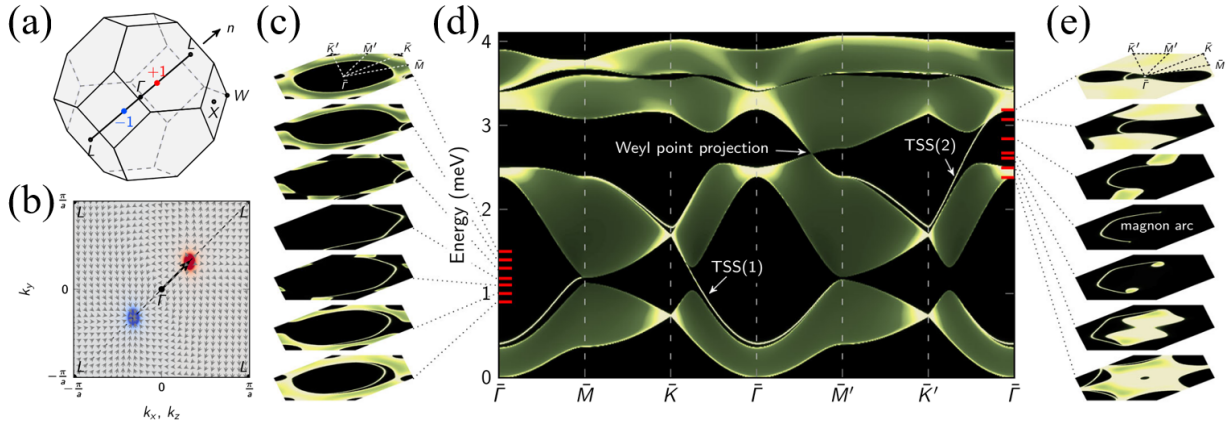 (a)
n
L
+1
Γ
W
X
−1
L
(b)
π/a
L
L
k_y
0
Γ
L
L
−π/a
−π/a
0
π/a
k_x, k_z
(c)
K̄′
M̄′
K̄
M̄
Γ̄
(d)
4
3
2
1
0
Energy (meV)
Weyl point projection
TSS(2)
TSS(1)
Γ̄
M̄
K̄
Γ̄
M̄′
K̄′
Γ̄
(e)
K̄′
M̄′
K̄
M̄
Γ̄
magnon arc